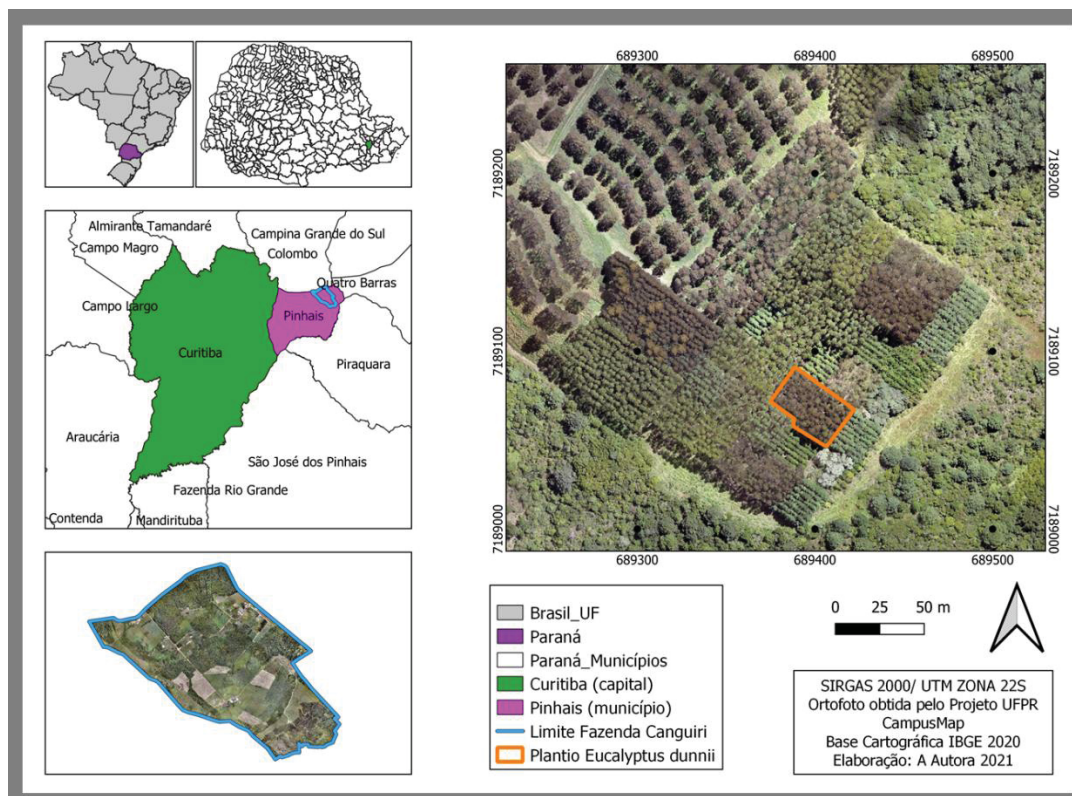 Almirante Tamandaré
Campo Magro
Campina Grande do Sul
Colombo
Quatro Barras
Campo Largo
Pinhais
Curitiba
Piraquara
Araucária
São José dos Pinhais
Fazenda Rio Grande
Contenda
Mandirituba
689300
689400
689500
7189200
7189200
7189100
7189100
7189000
7189000
689300
689400
689500
Brasil_UF
Paraná
Paraná_Municípios
Curitiba (capital)
Pinhais (município)
Limite Fazenda Canguiri
Plantio Eucalyptus dunnii
0 25 50 m
SIRGAS 2000/ UTM ZONA 22S
Ortofoto obtida pelo Projeto UFPR
CampusMap
Base Cartográfica IBGE 2020
Elaboração: A Autora 2021